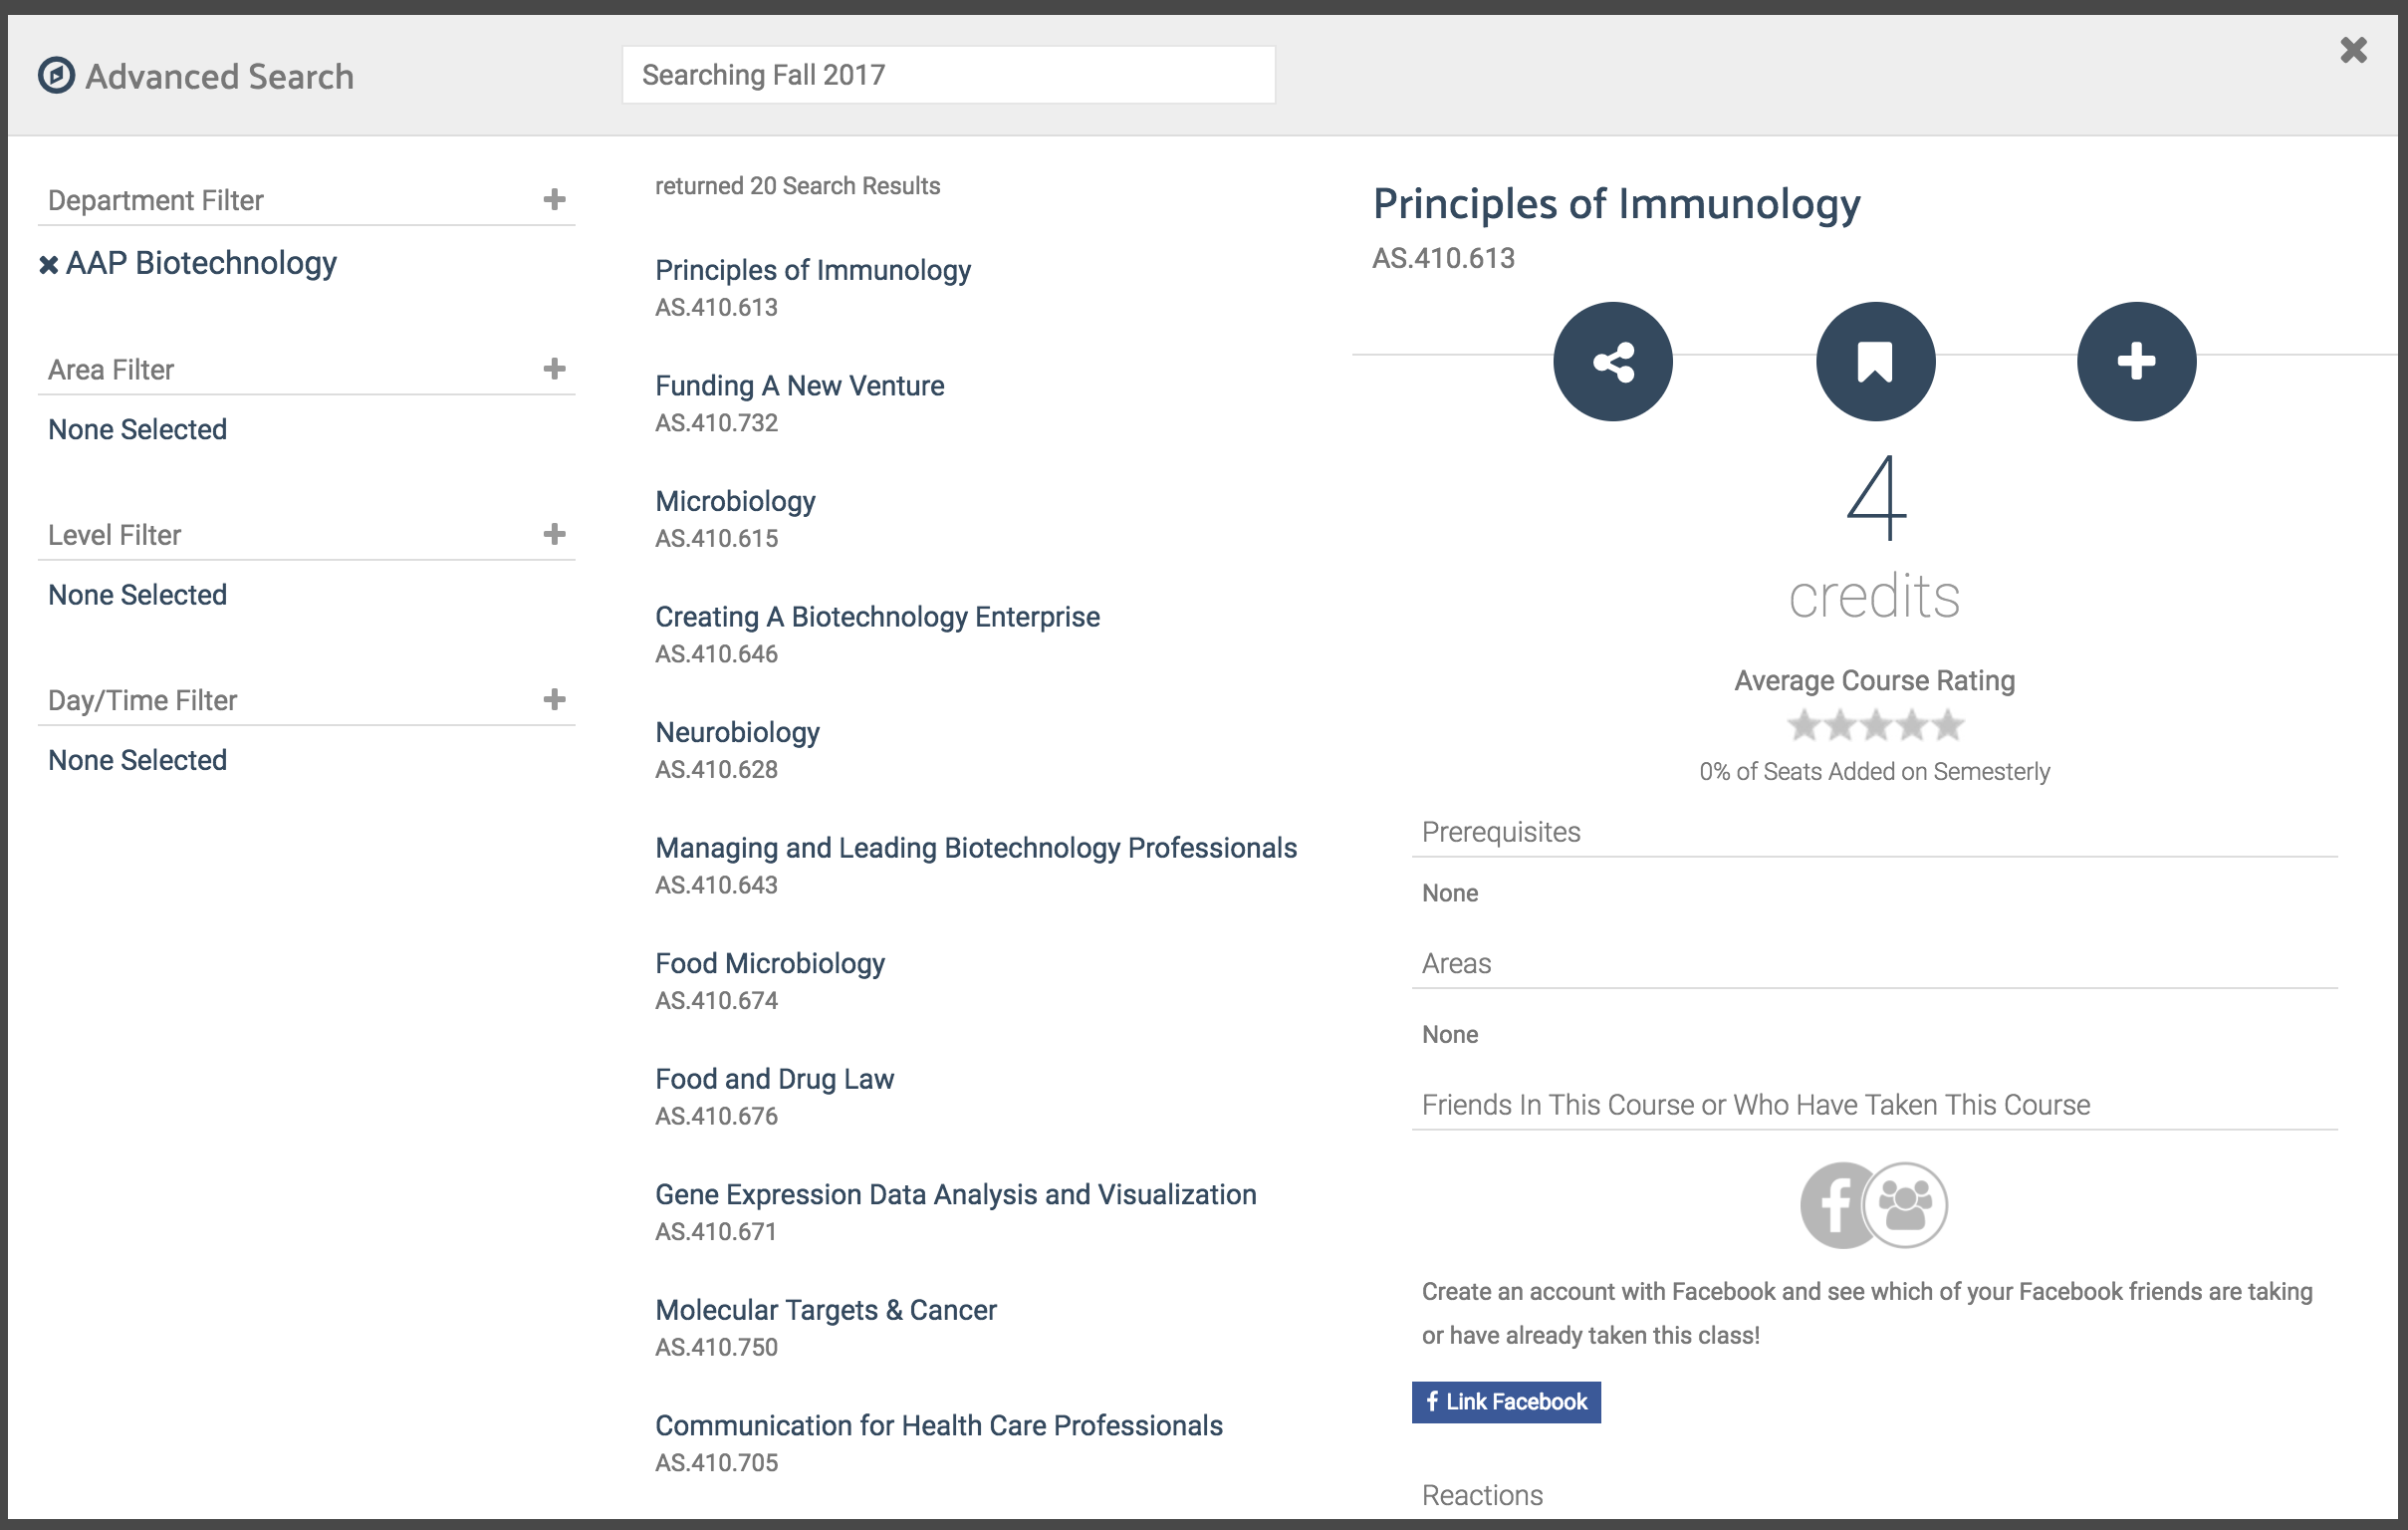 Advanced Search
Searching Fall 2017
Department Filter
AAP Biotechnology
Area Filter
None Selected
Level Filter
None Selected
Day/Time Filter
None Selected
returned 20 Search Results
Principles of Immunology
AS.410.613
Funding A New Venture
AS.410.732
Microbiology
AS.410.615
Creating A Biotechnology Enterprise
AS.410.646
Neurobiology
AS.410.628
Managing and Leading Biotechnology Professionals
AS.410.643
Food Microbiology
AS.410.674
Food and Drug Law
AS.410.676
Gene Expression Data Analysis and Visualization
AS.410.671
Molecular Targets & Cancer
AS.410.750
Communication for Health Care Professionals
AS.410.705
Principles of Immunology
AS.410.613
4
credits
Average Course Rating
0% of Seats Added on Semesterly
Prerequisites
None
Areas
None
Friends In This Course or Who Have Taken This Course
Create an account with Facebook and see which of your Facebook friends are taking
or have already taken this class!
Link Facebook
Reactions